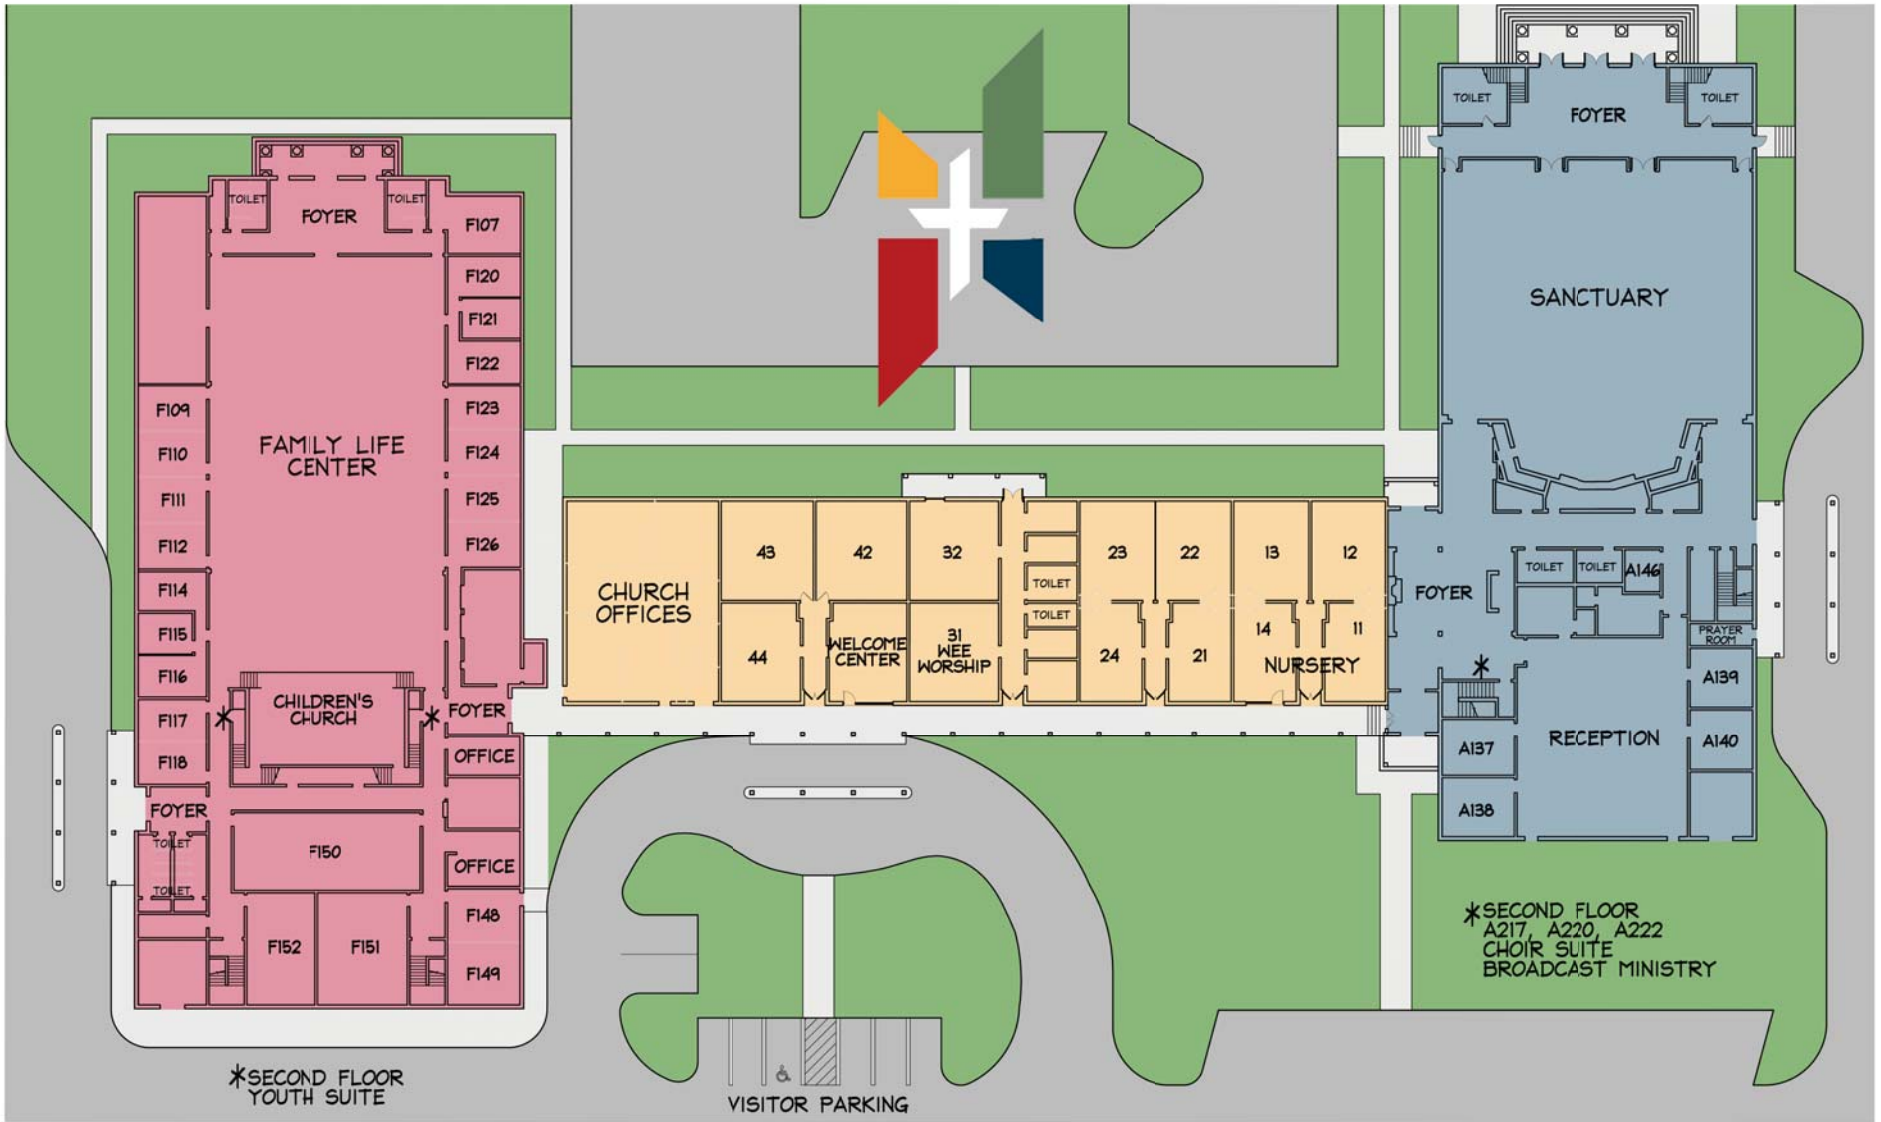 TOILET
FOYER
TOILET
F107
F120
F121
F122
F109
F110
F111
F112
F114
F115
F116
F117
F118
FAMILY LIFE
CENTER
F123
F124
F125
F126
CHILDREN'S
CHURCH
FOYER
OFFICE
FOYER
TOILET
TOILET
F150
OFFICE
F148
F149
F152
F151
*SECOND FLOOR
YOUTH SUITE
CHURCH
OFFICES
43
42
32
44
WELCOME
CENTER
31
WEE
WORSHIP
TOILET
TOILET
23
22
13
12
24
21
14
11
NURSERY
VISITOR PARKING
TOILET
FOYER
TOILET
SANCTUARY
FOYER
TOILET
TOILET
A146
PRAYER
ROOM
A139
A140
RECEPTION
A137
A138
*SECOND FLOOR
A217, A220, A222
CHOIR SUITE
BROADCAST MINISTRY